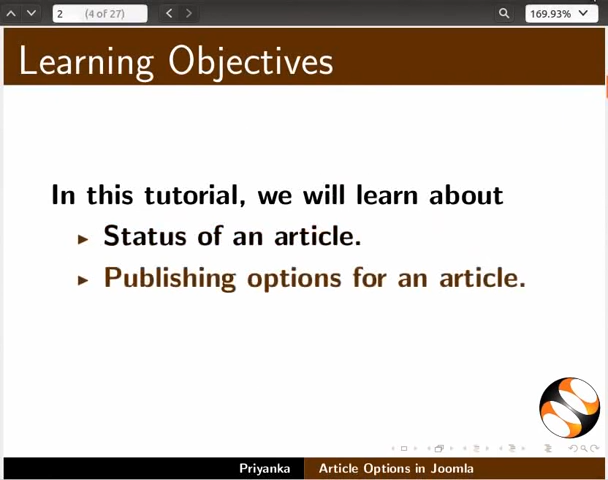 2 (4 of 27) 169.93%
Learning Objectives
In this tutorial, we will learn about
Status of an article.
Publishing options for an article.
Priyanka Article Options in Joomla